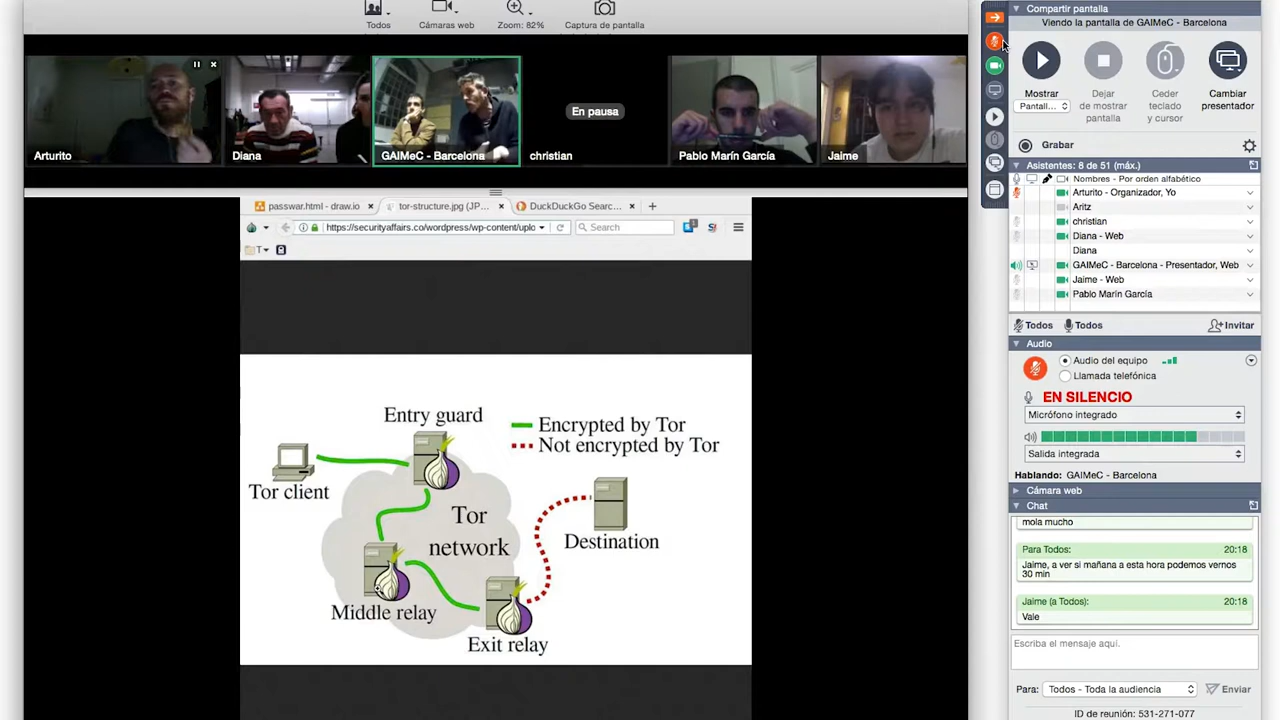 Todos
Cámaras web
Zoom: 82%
Captura de pantalla
Arturito
Diana
GAIMeC - Barcelona
En pausa
christian
Pablo Marín García
Jaime
passwar.html - draw.io
tor-structure.jpg (JP...
DuckDuckGo Searc...
https://securityaffairs.co/wordpress/wp-content/uplo
Search
1
T
Entry guard
Encrypted by Tor
Not encrypted by Tor
Tor client
Tor
network
Destination
Middle relay
Exit relay
Compartir pantalla
Viendo la pantalla de GAIMeC - Barcelona
Mostrar
Pantall...
Dejar
de mostrar
pantalla
Ceder
teclado
y cursor
Cambiar
presentador
Grabar
Asistentes: 8 de 51 (máx.)
Nombres - Por orden alfabético
Arturito - Organizador, Yo
Aritz
christian
Diana - Web
Diana
GAIMeC - Barcelona - Presentador, Web
Jaime - Web
Pablo Marín García
Todos
Todos
Invitar
Audio
Audio del equipo
Llamada telefónica
EN SILENCIO
Micrófono integrado
Salida integrada
Hablando: GAIMeC - Barcelona
Cámara web
Chat
mola mucho
Para Todos: 20:18
Jaime, a ver si mañana a esta hora podemos vernos
30 min
Jaime (a Todos): 20:18
Vale
Escriba el mensaje aquí.
Para: Todos - Toda la audiencia
Enviar
ID de reunión: 531-271-077